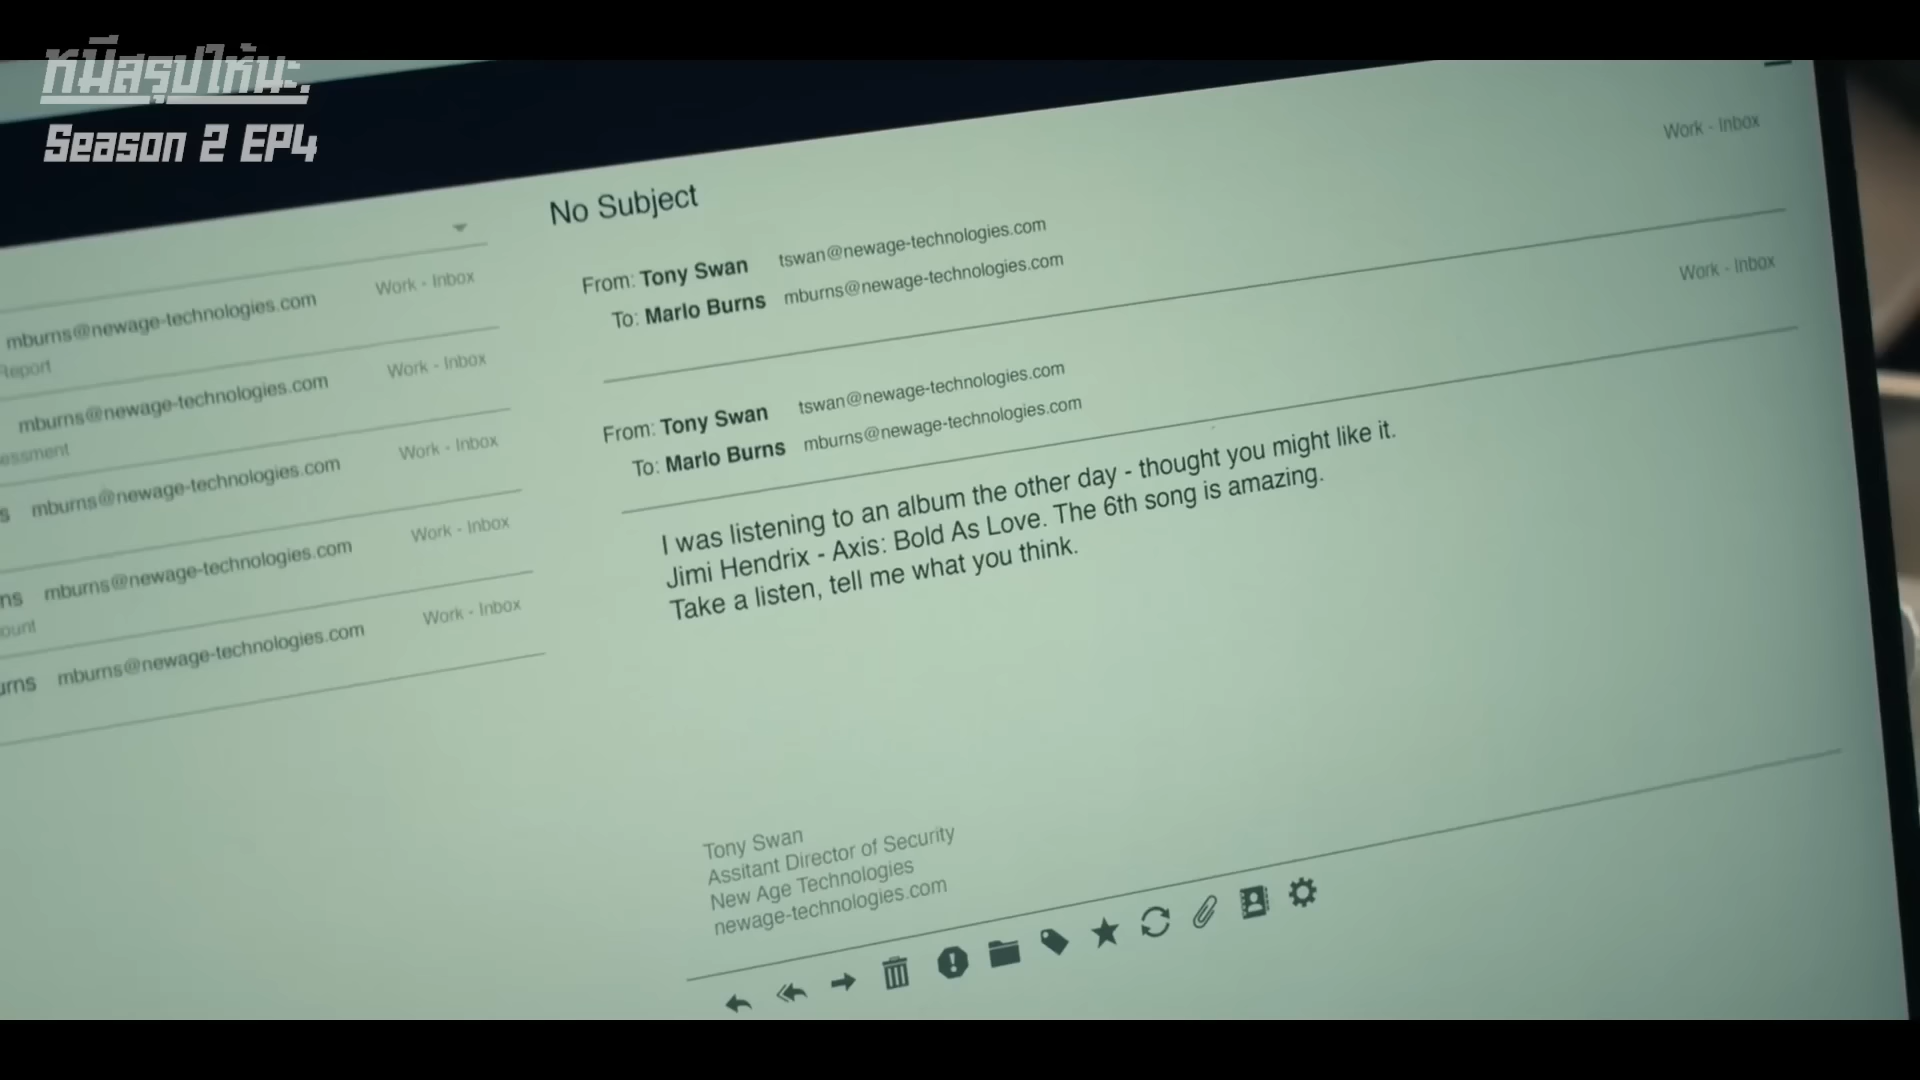 หมีสรุปให้นะ.
Season 2 EP4
Work - Inbox
No Subject
From: Tony Swan tswan@newage-technologies.com
To: Marlo Burns mburns@newage-technologies.com
Work - Inbox
From: Tony Swan tswan@newage-technologies.com
To: Marlo Burns mburns@newage-technologies.com
I was listening to an album the other day - thought you might like it.
Jimi Hendrix - Axis: Bold As Love. The 6th song is amazing.
Take a listen, tell me what you think.
Tony Swan
Assitant Director of Security
New Age Technologies
newage-technologies.com
mburns@newage-technologies.com Work - Inbox
Report
mburns@newage-technologies.com Work - Inbox
essment
s mburns@newage-technologies.com Work - Inbox
ns mburns@newage-technologies.com Work - Inbox
ount
urns mburns@newage-technologies.com Work - Inbox